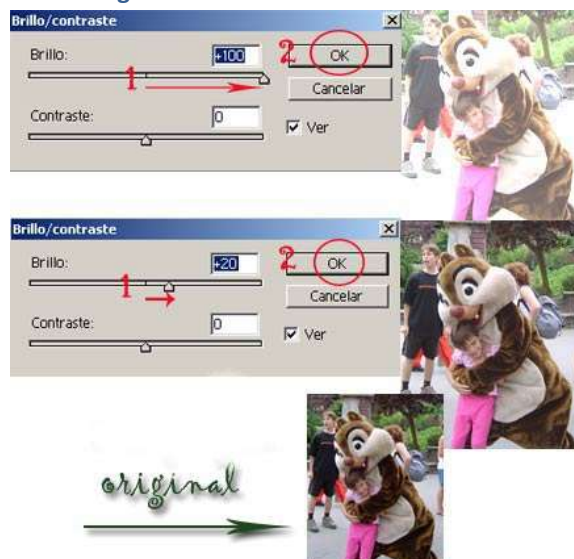 Brillo/contraste
Brillo: +100 2 OK
1
Cancelar
Contraste: 0
Ver
Brillo/contraste
Brillo: +20 2 OK
1
Cancelar
Contraste: 0
Ver
original